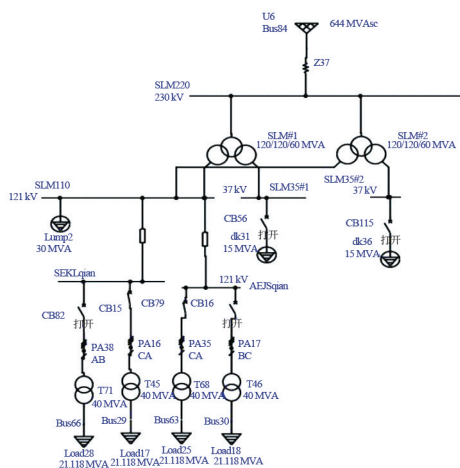 U6
Bus84
644 MVAsc
Z37
SLM220
230 kV
SLM#1
120/120/60 MVA
SLM#2
120/120/60 MVA
SLM110
121 kV
37 kV
SLM35#1
SLM35#2
37 kV
Lump2
30 MVA
CB56
打开
dk31
15 MVA
CB115
打开
dk36
15 MVA
SEKLqian
121 kV
AEJSqian
CB82
打开
CB15
CB79
CB16
打开
PA38
AB
PA16
CA
PA35
CA
PA17
BC
T71
40 MVA
T45
40 MVA
T68
40 MVA
T46
40 MVA
Bus66
Bus29
Bus63
Bus30
Load28
21.118 MVA
Load17
21.118 MVA
Load25
21.118 MVA
Load18
21.118 MVA